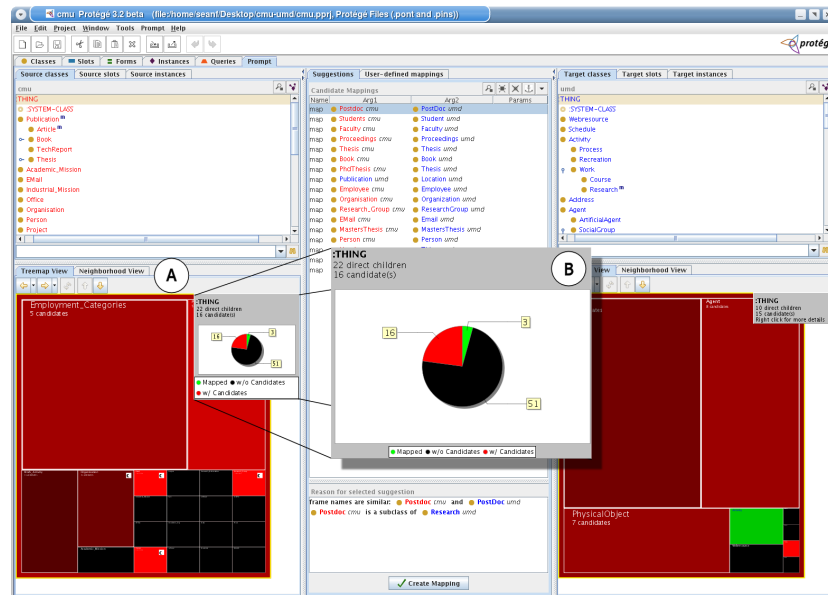 cmu Protégé 3.2 beta (file:/home/seanf/Desktop/cmu-umd/cmu.pprj, Protégé Files (.pont and .pins))
File Edit Project Window Tools Prompt Help
protégé
Classes Slots Forms Instances Queries Prompt
Source classes Source slots Source instances
cmu
:THING
:SYSTEM-CLASS
Publication m
Article m
Book
TechReport
Thesis
Academic_Mission
EMail
Industrial_Mission
Office
Organisation
Person
Project
Suggestions User-defined mappings
Candidate Mappings
Name Arg1 Arg2 Params
map Postdoc cmu PostDoc umd
map Students cmu Student umd
map Faculty cmu Faculty umd
map Proceedings cmu Proceedings umd
map Thesis cmu Thesis umd
map Book cmu Book umd
map PhdThesis cmu Thesis umd
map Publication umd Location umd
map Employee cmu Employee umd
map Organisation cmu Organization umd
map Research_Group cmu ResearchGroup umd
map EMail cmu Email umd
map MastersThesis cmu MastersThesis umd
map Person cmu Person umd
map
map
Target classes Target slots Target instances
umd
:THING
:SYSTEM-CLASS
Webresource
Schedule
Activity
Process
Recreation
Work
Course
Research m
Address
Agent
ArtificialAgent
SocialGroup
Treemap View Neighborhood View
A
Employment_Categories
5 candidates
:THING
22 direct children
16 candidate(s)
16
3
51
Mapped w/o Candidates
w/ Candidates
:THING
22 direct children
16 candidate(s)
B
16
3
51
Mapped w/o Candidates w/ Candidates
Reason for selected suggestion
frame names are similar: Postdoc cmu and PostDoc umd
Postdoc cmu is a subclass of Research umd
Create Mapping
View Neighborhood View
Agent
:THING
10 direct children
15 candidate(s)
Right click for more details
PhysicalObject
7 candidates